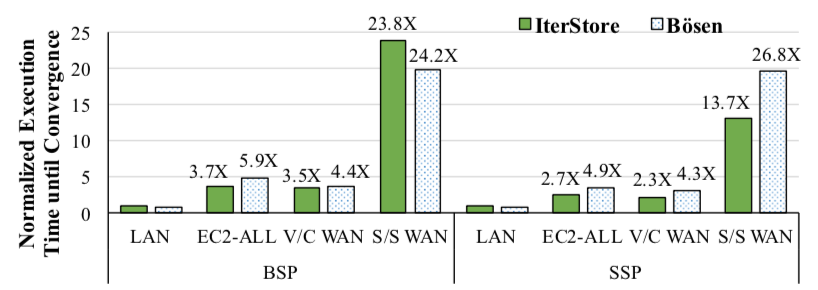 Normalized Execution
Time until Convergence
25
20
15
10
5
0
IterStore
Bösen
3.7X
5.9X
3.5X
4.4X
23.8X
24.2X
2.7X
4.9X
2.3X
4.3X
13.7X
26.8X
LAN EC2-ALL V/C WAN S/S WAN LAN EC2-ALL V/C WAN S/S WAN
BSP SSP